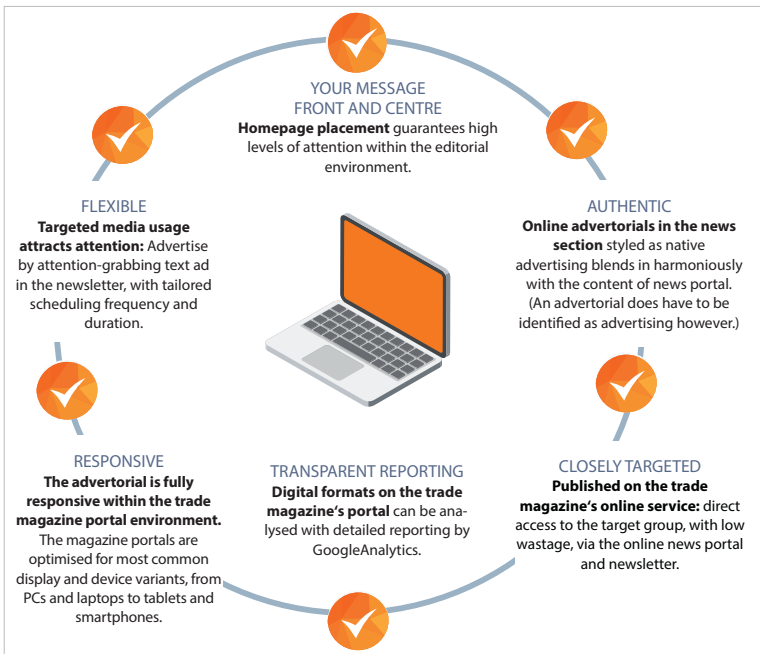 YOUR MESSAGE
FRONT AND CENTRE
Homepage placement guarantees high
levels of attention within the editorial
environment.
FLEXIBLE
Targeted media usage
attracts attention: Advertise
by attention-grabbing text ad
in the newsletter, with tailored
scheduling frequency and
duration.
AUTHENTIC
Online advertorials in the news
section styled as native
advertising blends in harmoniously
with the content of news portal.
(An advertorial does have to be
identified as advertising however.)
RESPONSIVE
The advertorial is fully
responsive within the trade
magazine portal environment.
The magazine portals are
optimised for most common
display and device variants, from
PCs and laptops to tablets and
smartphones.
TRANSPARENT REPORTING
Digital formats on the trade
magazine‘s portal can be ana-
lysed with detailed reporting by
GoogleAnalytics.
CLOSELY TARGETED
Published on the trade
magazine‘s online service: direct
access to the target group, with low
wastage, via the online news portal
and newsletter.